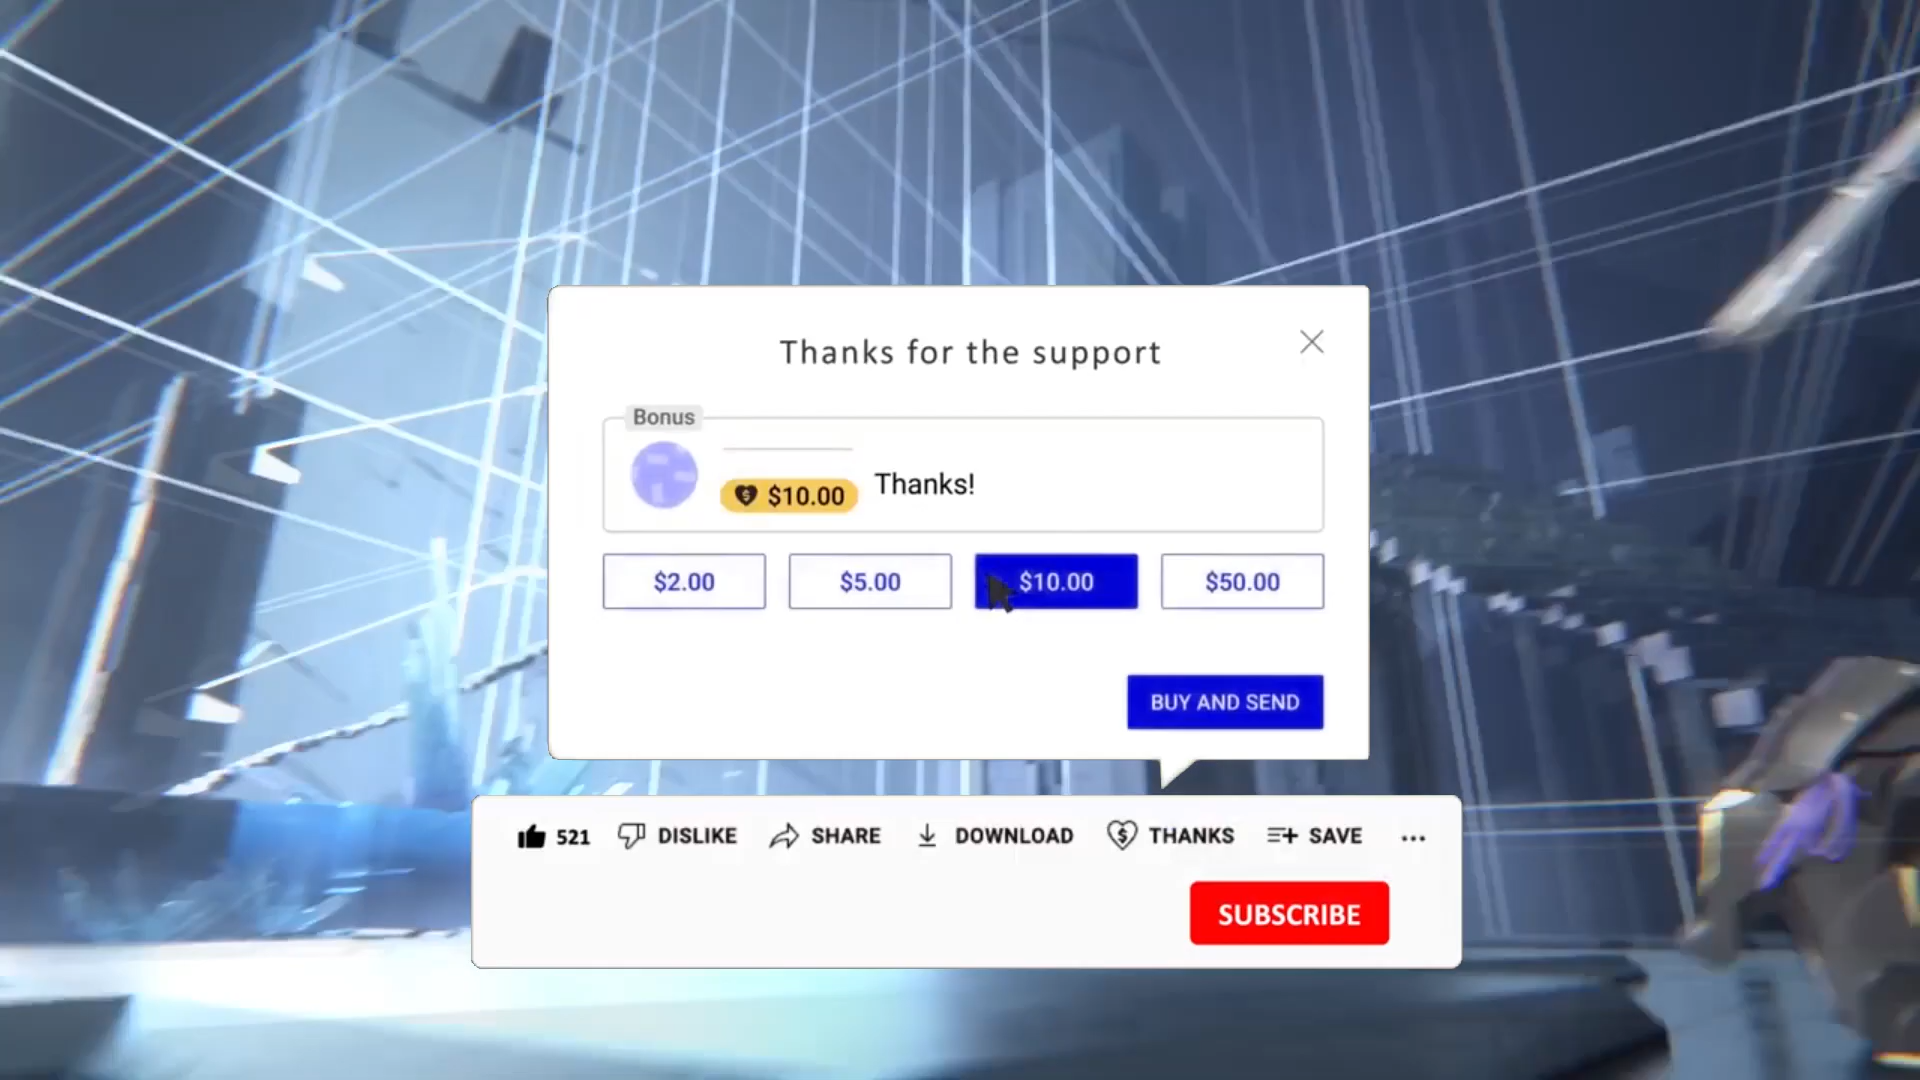 Thanks for the support
Bonus
$10.00 Thanks!
$2.00 $5.00 $10.00 $50.00
BUY AND SEND
521 DISLIKE SHARE DOWNLOAD THANKS SAVE ...
SUBSCRIBE